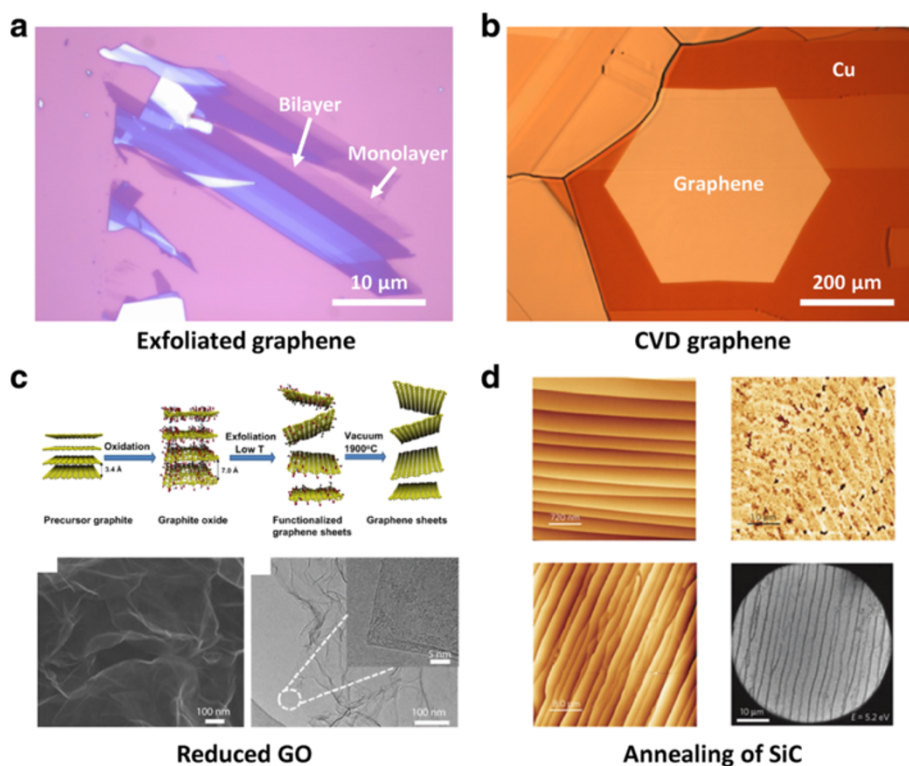 a
Bilayer
Monolayer
10 μm
Exfoliated graphene
b
Cu
Graphene
200 μm
CVD graphene
c
Oxidation
Exfoliation
Low T
Vacuum
1900°C
3.4 Å
7.0 Å
Precursor graphite
Graphite oxide
Functionalized
graphene sheets
Graphene sheets
100 nm
5 nm
100 nm
Reduced GO
d
720 nm
10 μm
E = 5.2 eV
Annealing of SiC